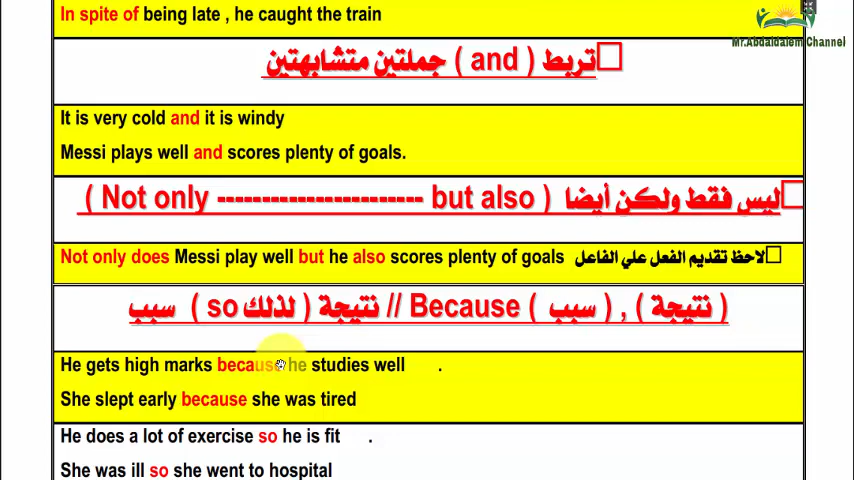 In spite of being late , he caught the train
Mr.Abdaldalem Channel
تربط ( and ) جملتين متشابهتين
It is very cold and it is windy
Messi plays well and scores plenty of goals.
ليس فقط ولكن أيضا ( Not only ----------------------- but also )
Not only does Messi play well but he also scores plenty of goals لاحظ تقديم الفعل علي الفاعل
( نتيجة ) , ( سبب ) Because // نتيجة ( لذلك so ) سبب
He gets high marks because he studies well .
She slept early because she was tired
He does a lot of exercise so he is fit .
She was ill so she went to hospital